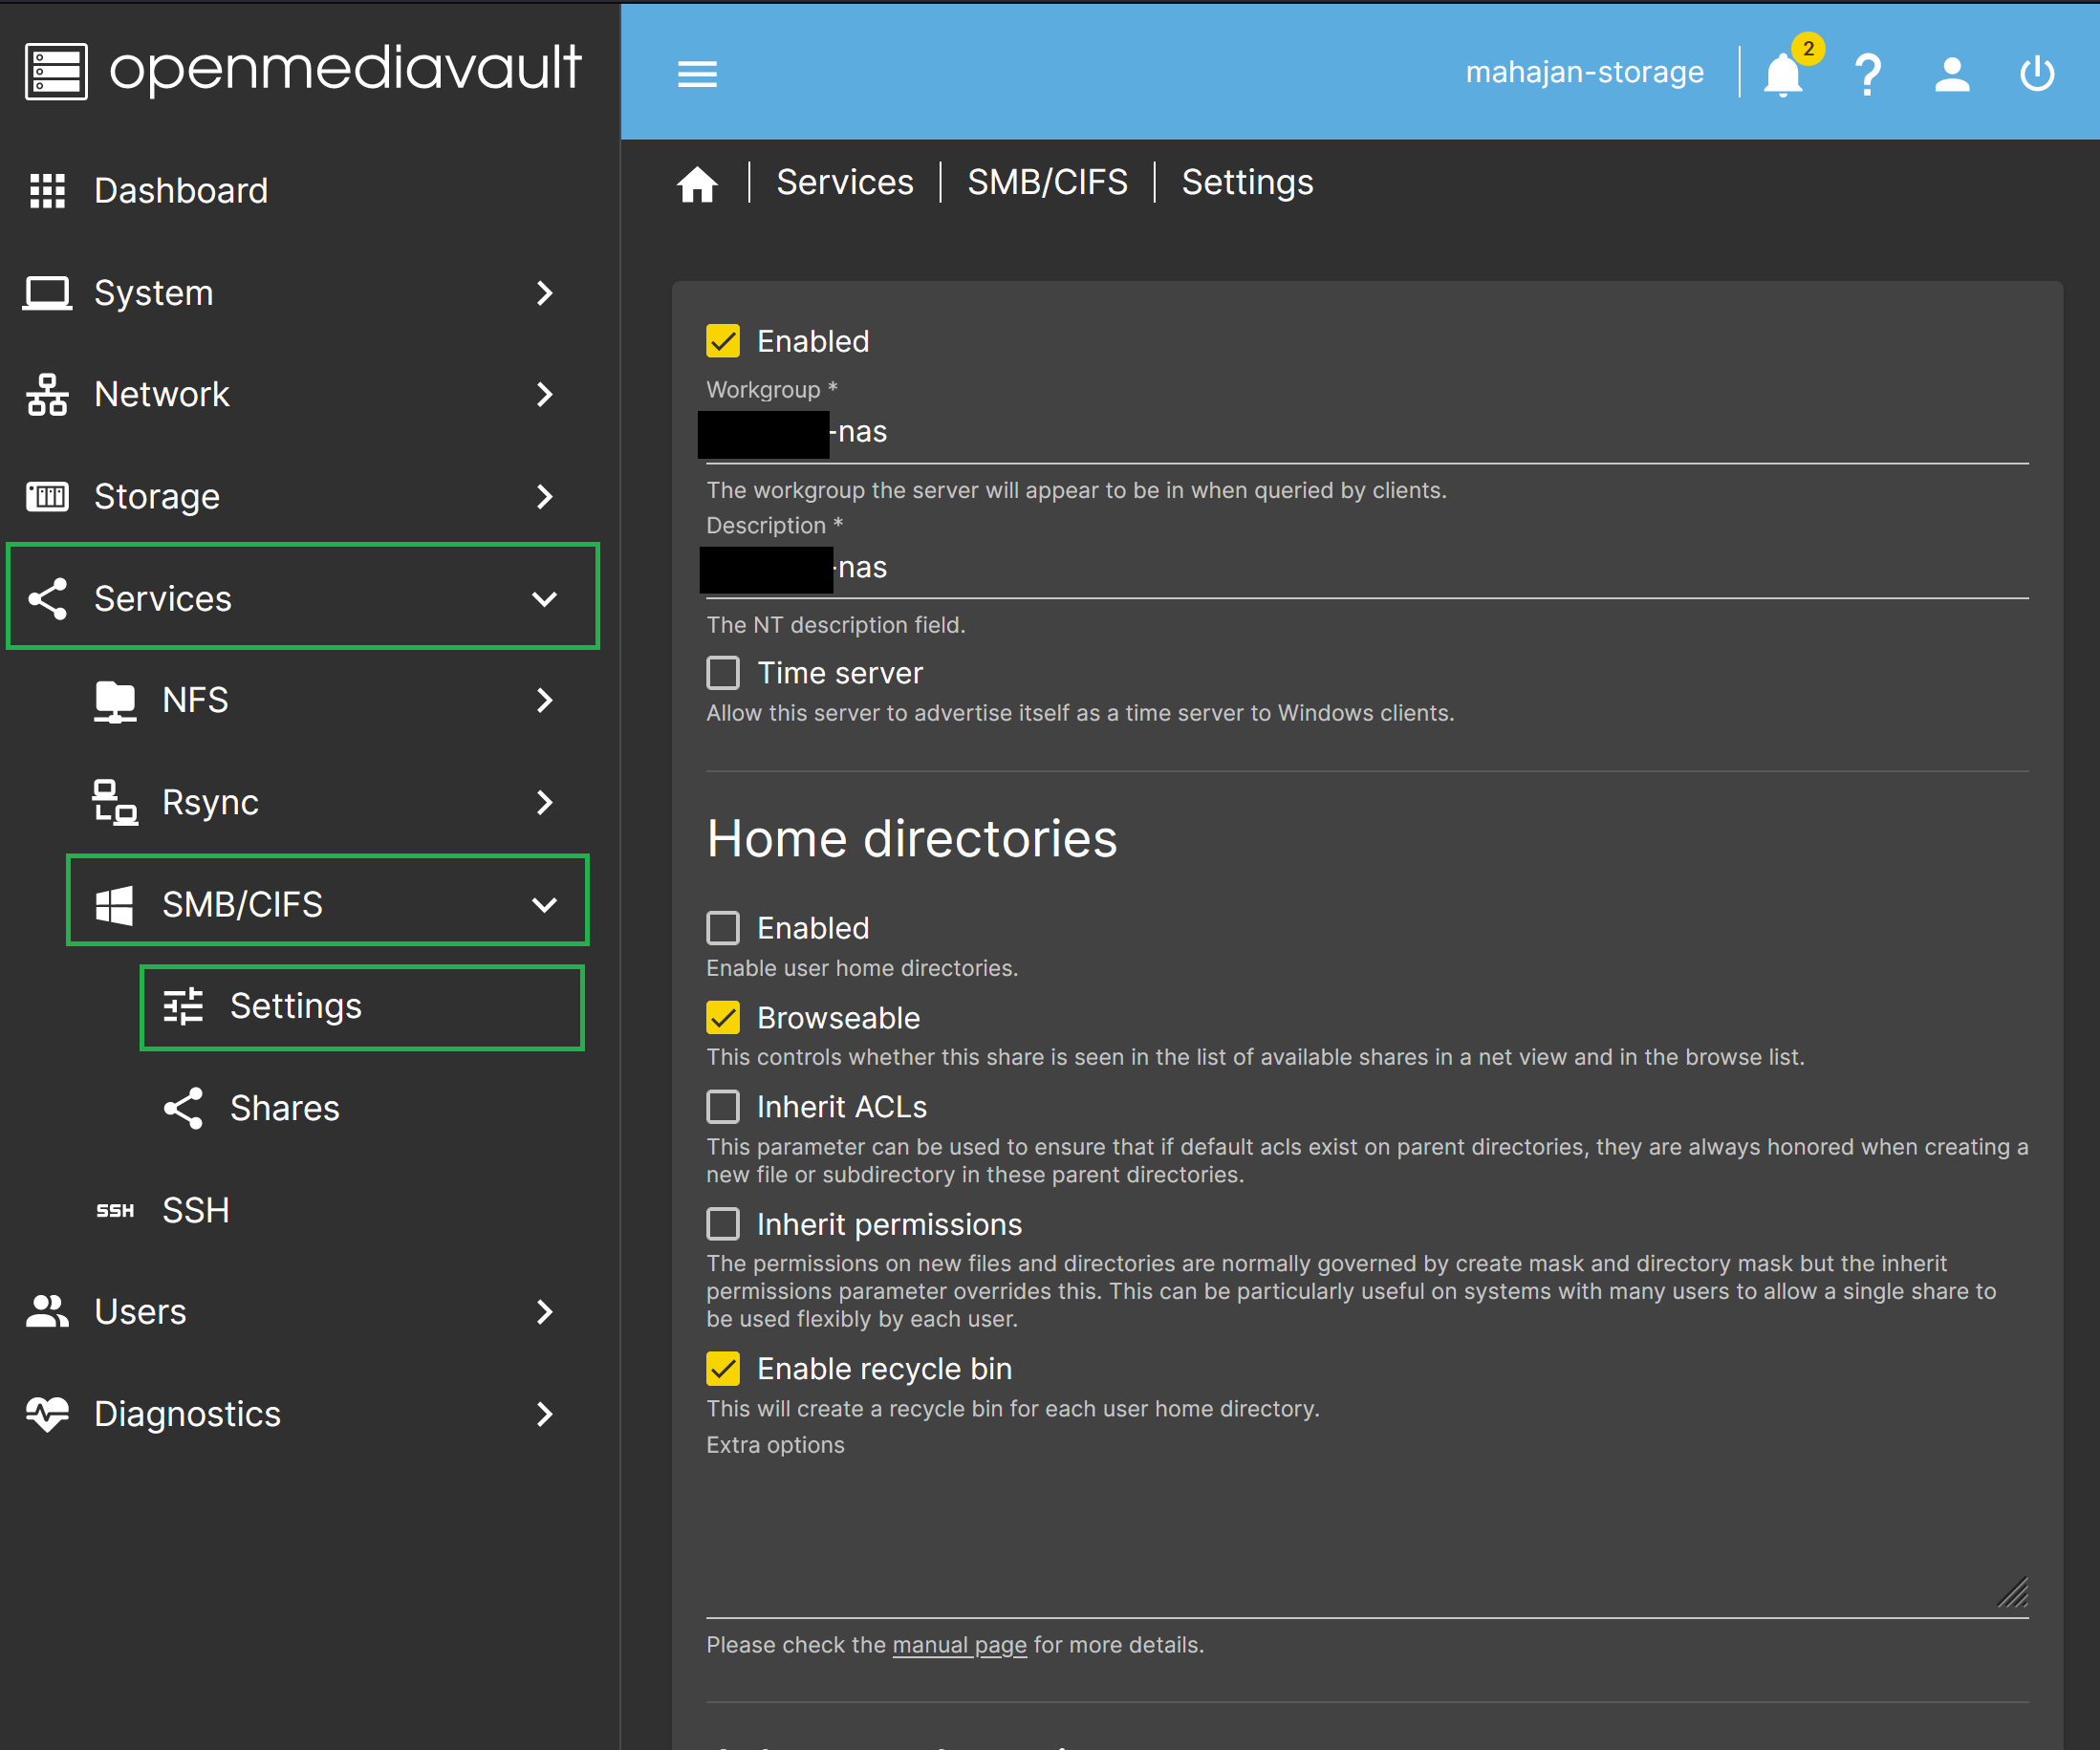 openmediavault
mahajan-storage
2
Dashboard
System
Network
Storage
Services
NFS
Rsync
SMB/CIFS
Settings
Shares
SSH SSH
Users
Diagnostics
Services | SMB/CIFS | Settings
Enabled
Workgroup *
-nas
The workgroup the server will appear to be in when queried by clients.
Description *
-nas
The NT description field.
Time server
Allow this server to advertise itself as a time server to Windows clients.
Home directories
Enabled
Enable user home directories.
Browseable
This controls whether this share is seen in the list of available shares in a net view and in the browse list.
Inherit ACLs
This parameter can be used to ensure that if default acls exist on parent directories, they are always honored when creating a
new file or subdirectory in these parent directories.
Inherit permissions
The permissions on new files and directories are normally governed by create mask and directory mask but the inherit
permissions parameter overrides this. This can be particularly useful on systems with many users to allow a single share to
be used flexibly by each user.
Enable recycle bin
This will create a recycle bin for each user home directory.
Extra options
Please check the manual page for more details.